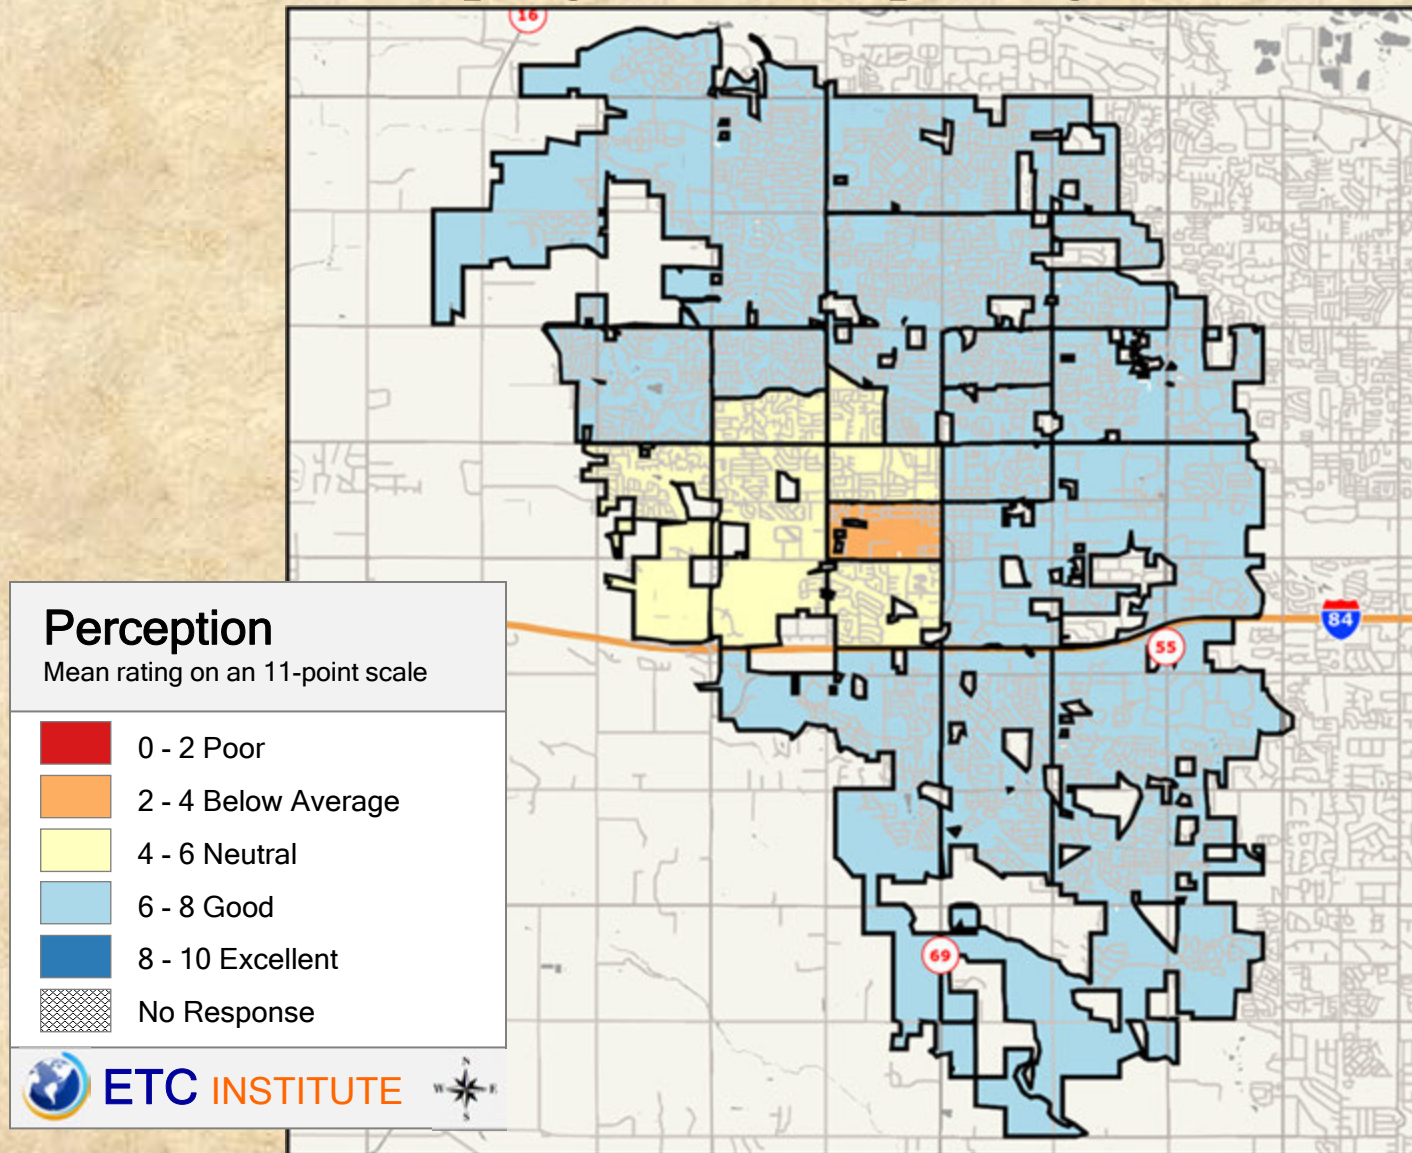 16
84
55
69
Perception
Mean rating on an 11-point scale
0 - 2 Poor
2 - 4 Below Average
4 - 6 Neutral
6 - 8 Good
8 - 10 Excellent
No Response
ETC INSTITUTE
N
W E
S